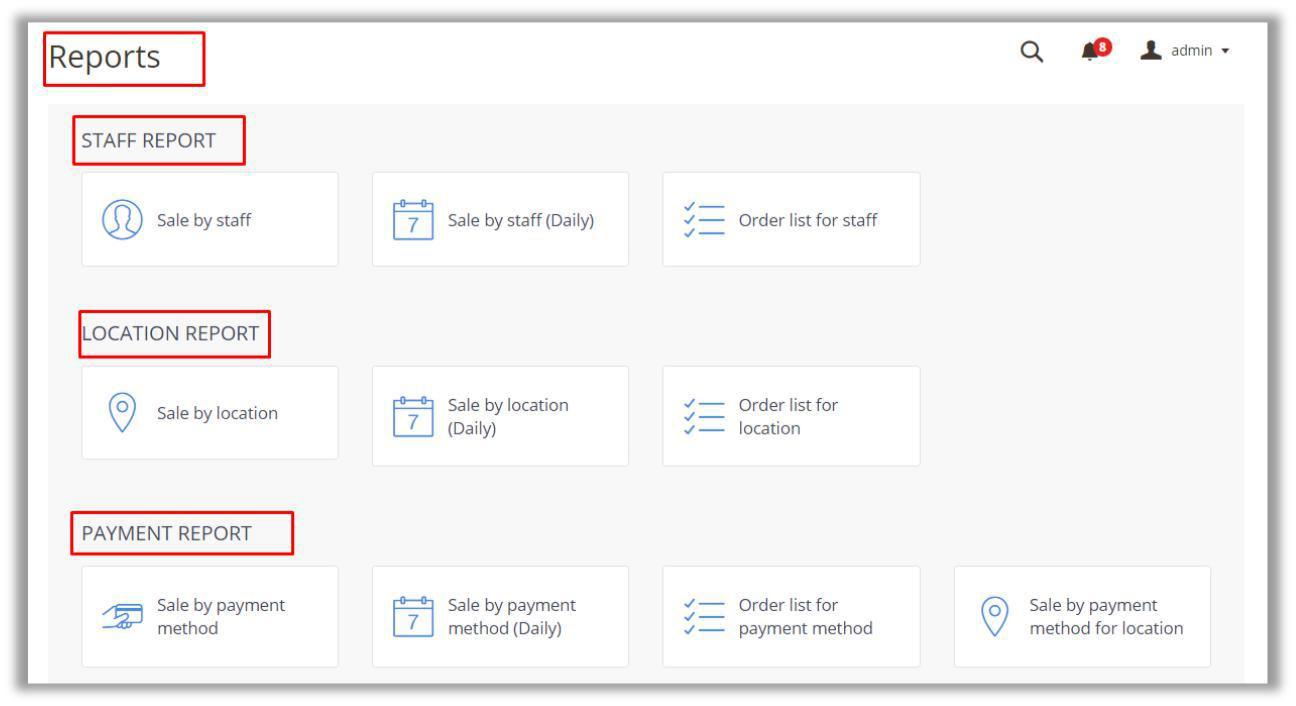 Reports
8
admin
STAFF REPORT
Sale by staff
7
Sale by staff (Daily)
Order list for staff
LOCATION REPORT
Sale by location
7
Sale by location
(Daily)
Order list for
location
PAYMENT REPORT
Sale by payment
method
7
Sale by payment
method (Daily)
Order list for
payment method
Sale by payment
method for location